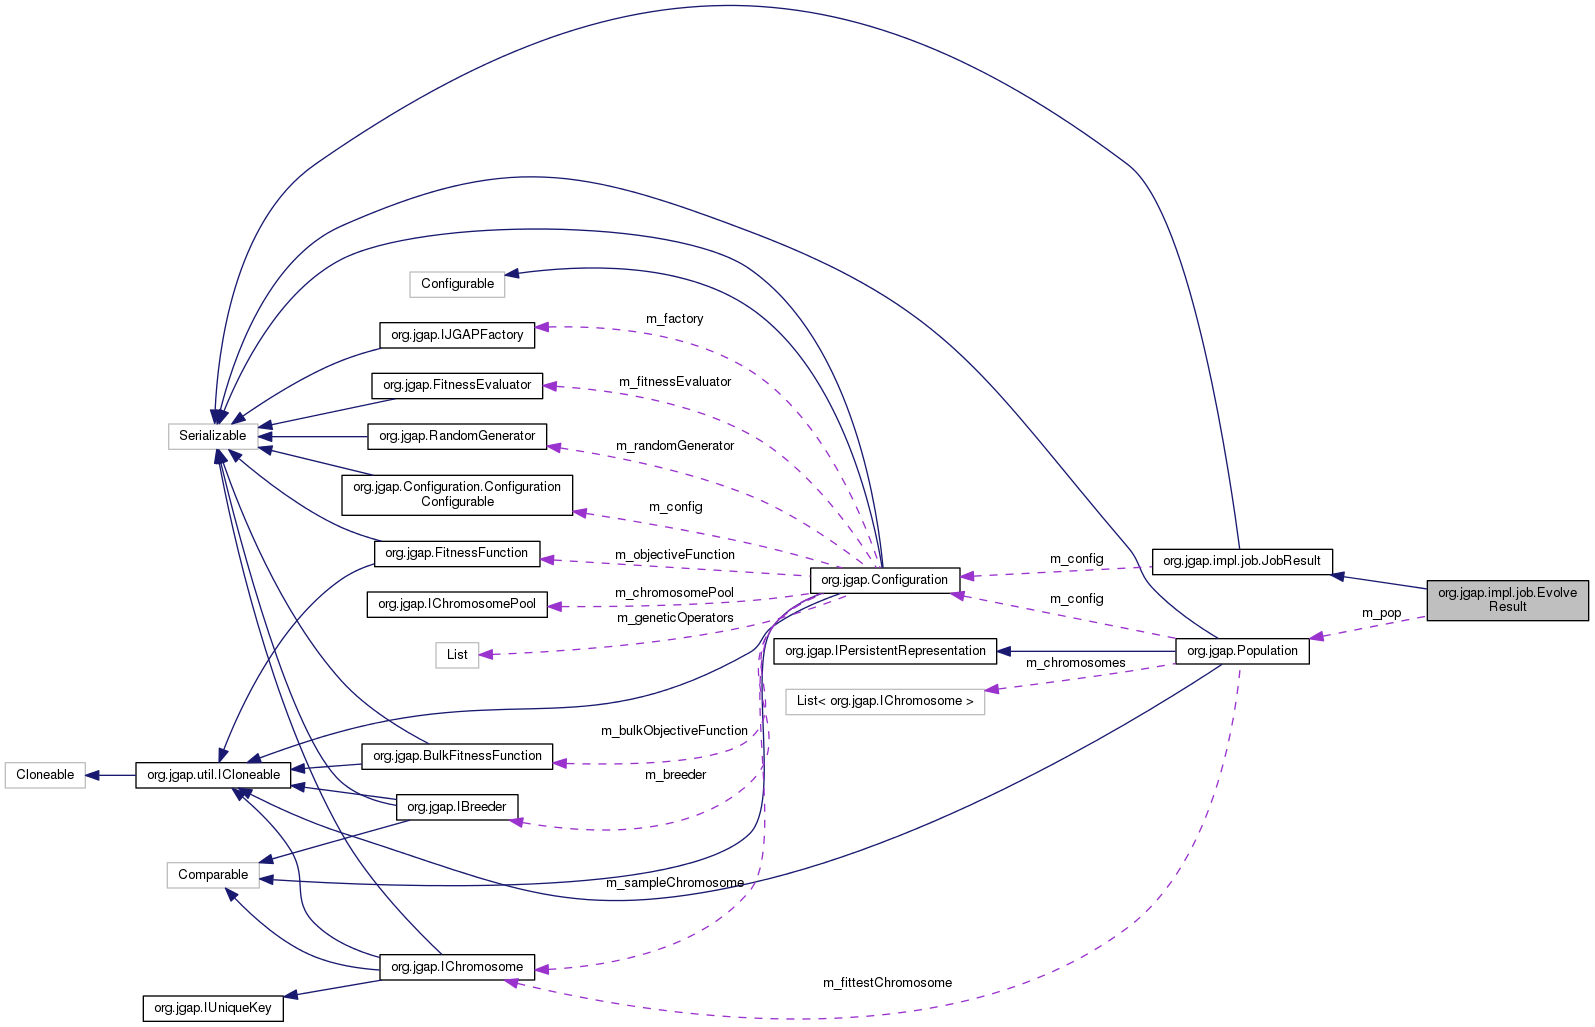 Configurable
m_factory
org.jgap.IJGAPFactory
m_fitnessEvaluator
org.jgap.FitnessEvaluator
Serializable
org.jgap.RandomGenerator
m_randomGenerator
org.jgap.Configuration.Configuration
Configurable
m_config
org.jgap.FitnessFunction
m_objectiveFunction
org.jgap.Configuration
m_config
org.jgap.impl.job.JobResult
org.jgap.impl.job.Evolve
Result
org.jgap.IChromosomePool
m_chromosomePool
m_config
m_pop
m_geneticOperators
List
org.jgap.IPersistentRepresentation
org.jgap.Population
m_chromosomes
List< org.jgap.IChromosome >
m_bulkObjectiveFunction
org.jgap.BulkFitnessFunction
Cloneable
org.jgap.util.ICloneable
m_breeder
org.jgap.IBreeder
Comparable
m_sampleChromosome
org.jgap.IChromosome
m_fittestChromosome
org.jgap.IUniqueKey